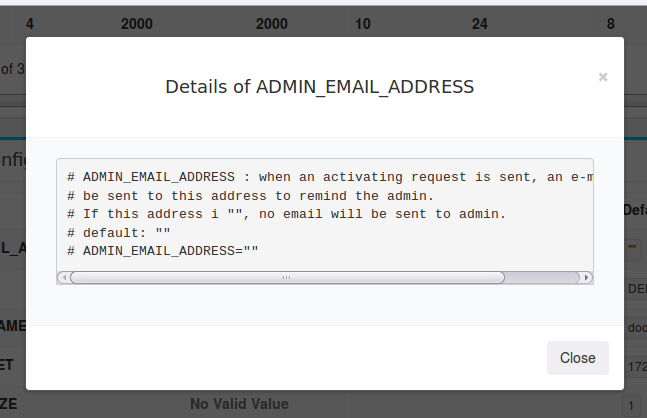 4 2000 2000 10 24 8
of 3
Details of ADMIN_EMAIL_ADDRESS
×
# ADMIN_EMAIL_ADDRESS : when an activating request is sent, an e-m
# be sent to this address to remind the admin.
# If this address i "", no email will be sent to admin.
# default: ""
# ADMIN_EMAIL_ADDRESS=""
nfig
Defa
L_A
""
DEI
AME
doc
ET
172
Close
ZE No Valid Value 1